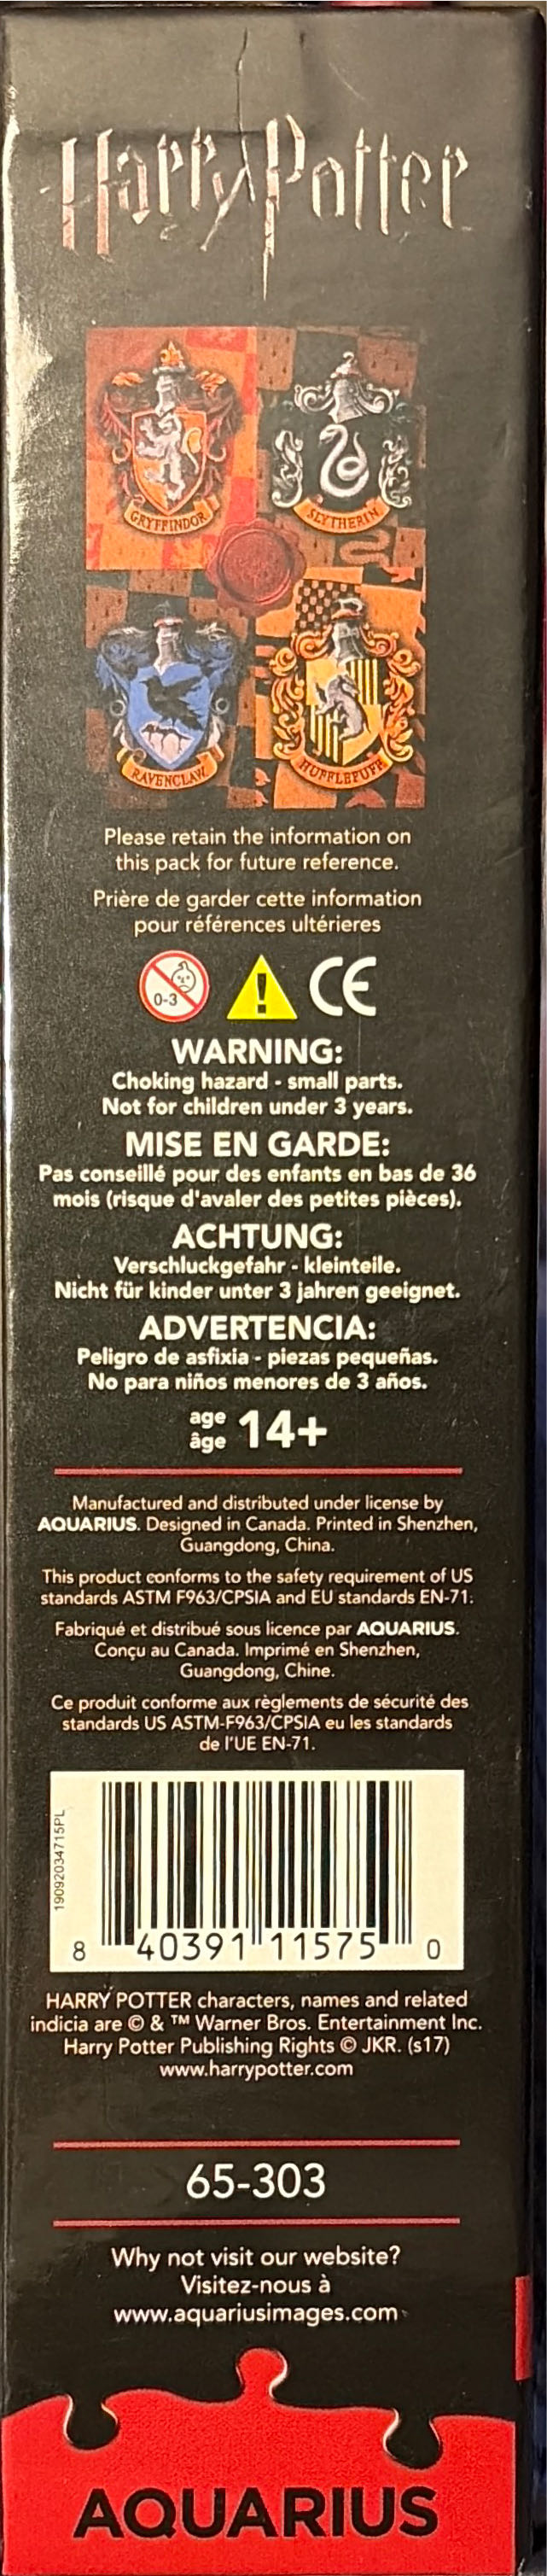 Harry Potter
GRYFFINDOR
SLYTHERIN
RAVENCLAW
HUFFLEPUFF
Please retain the information on
this pack for future reference.
Prière de garder cette information
pour références ultérieures
0-3
!
CE
WARNING:
Choking hazard - small parts.
Not for children under 3 years.
MISE EN GARDE:
Pas conseillé pour des enfants en bas de 36
mois (risque d'avaler des petites pièces).
ACHTUNG:
Verschluckgefahr - kleinteile.
Nicht für kinder unter 3 jahren geeignet.
ADVERTENCIA:
Peligro de asfixia - piezas pequeñas.
No para niños menores de 3 años.
age
âge 14+
Manufactured and distributed under license by
AQUARIUS. Designed in Canada. Printed in Shenzhen,
Guangdong, China.
This product conforms to the safety requirement of US
standards ASTM F963/CPSIA and EU standards EN-71.
Fabriqué et distribué sous licence par AQUARIUS.
Conçu au Canada. Imprimé en Shenzhen,
Guangdong, Chine.
Ce produit conforme aux règlements de sécurité des
standards US ASTM-F963/CPSIA eu les standards
de l'UE EN-71.
19092034715PL
8 40391 11575 0
HARRY POTTER characters, names and related
indicia are © & ™ Warner Bros. Entertainment Inc.
Harry Potter Publishing Rights © JKR. (s17)
www.harrypotter.com
65-303
Why not visit our website?
Visitez-nous à
www.aquariusimages.com
AQUARIUS